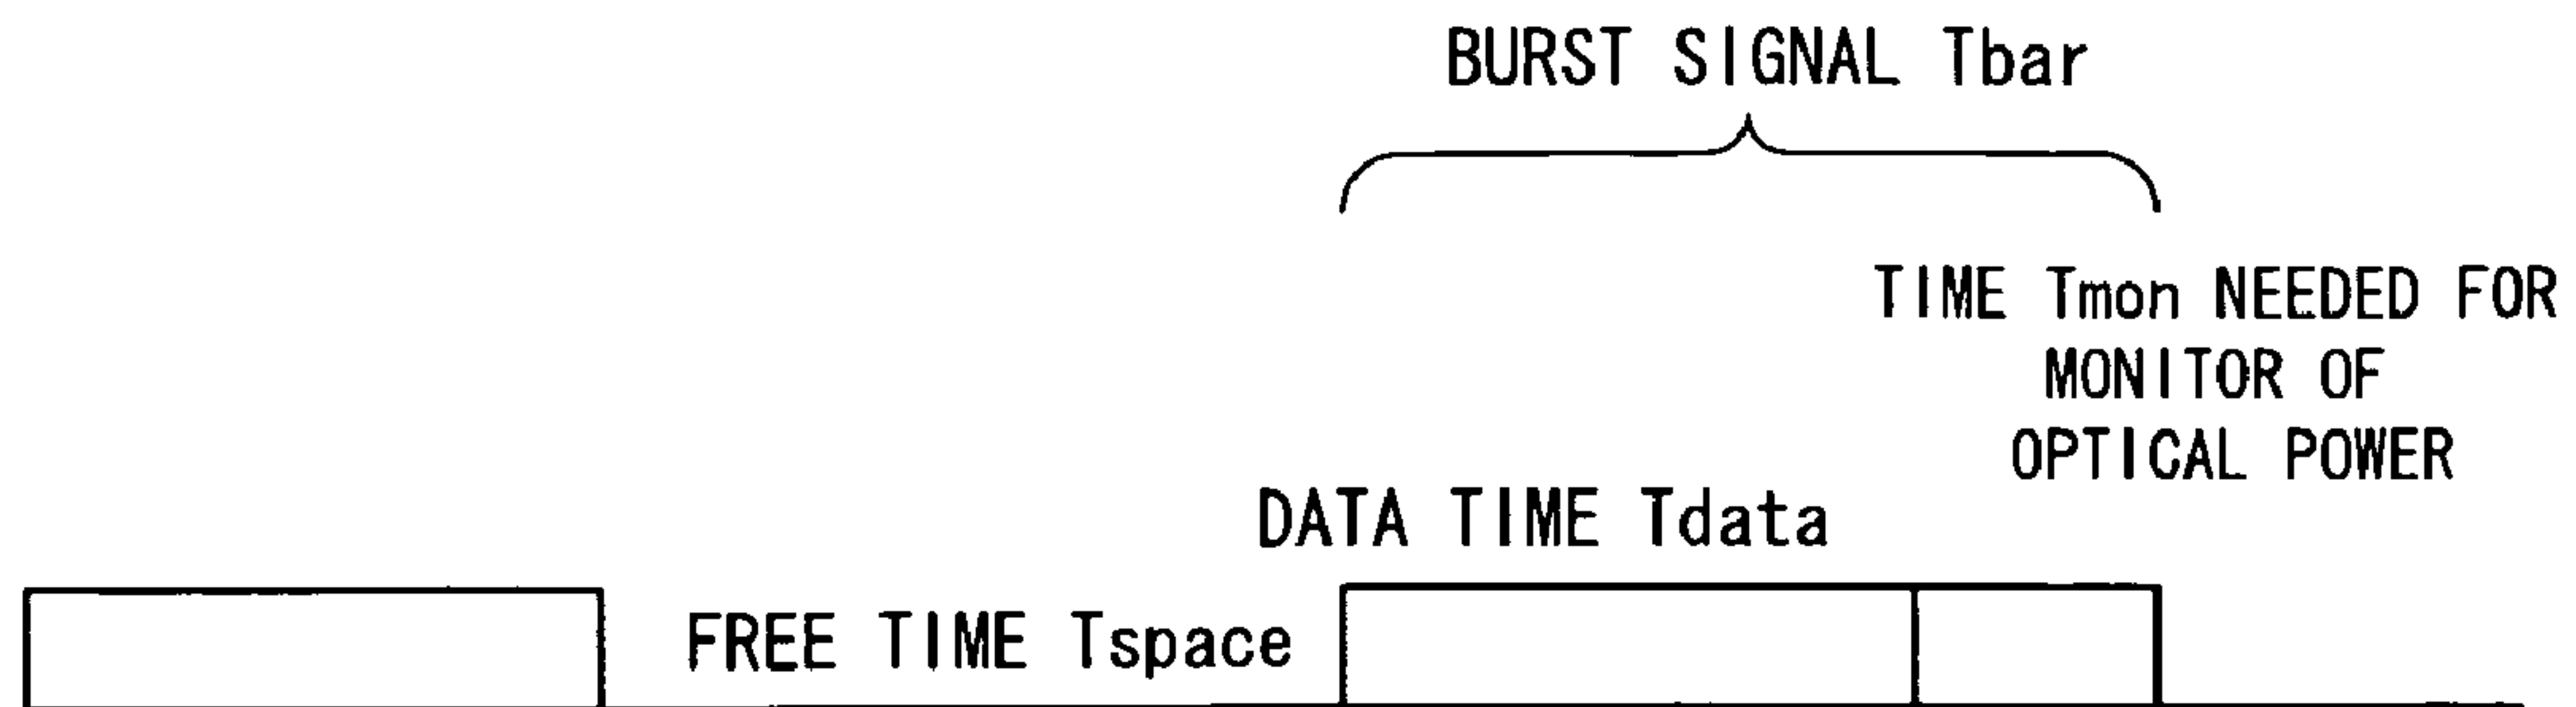 BURST SIGNAL Tbar
TIME Tmon NEEDED FOR
MONITOR OF
OPTICAL POWER
DATA TIME Tdata
FREE TIME Tspace